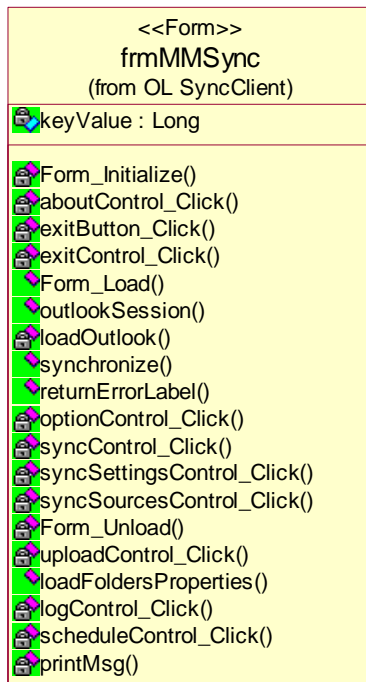 <<Form>>
frmMMSync
(from OL SyncClient)
keyValue : Long
Form_Initialize()
aboutControl_Click()
exitButton_Click()
exitControl_Click()
Form_Load()
outlookSession()
loadOutlook()
synchronize()
returnErrorLabel()
optionControl_Click()
syncControl_Click()
syncSettingsControl_Click()
syncSourcesControl_Click()
Form_Unload()
uploadControl_Click()
loadFoldersProperties()
logControl_Click()
scheduleControl_Click()
printMsg()